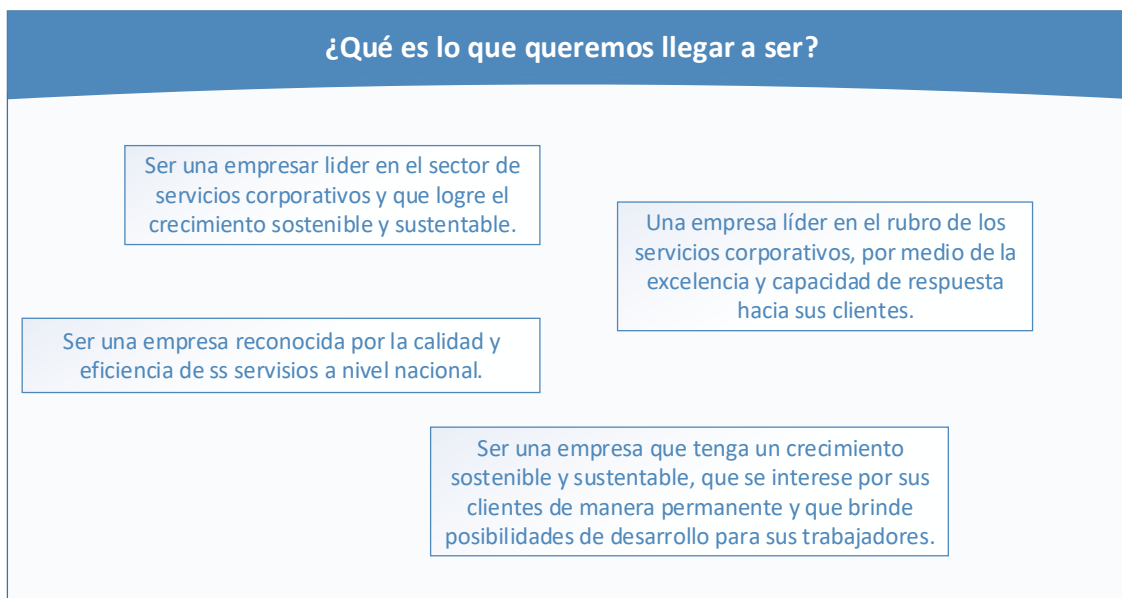 ¿Qué es lo que queremos llegar a ser?
Ser una empresar lider en el sector de
servicios corporativos y que logre el
crecimiento sostenible y sustentable.
Una empresa líder en el rubro de los
servicios corporativos, por medio de la
excelencia y capacidad de respuesta
hacia sus clientes.
Ser una empresa reconocida por la calidad y
eficiencia de ss servisios a nivel nacional.
Ser una empresa que tenga un crecimiento
sostenible y sustentable, que se interese por sus
clientes de manera permanente y que brinde
posibilidades de desarrollo para sus trabajadores.